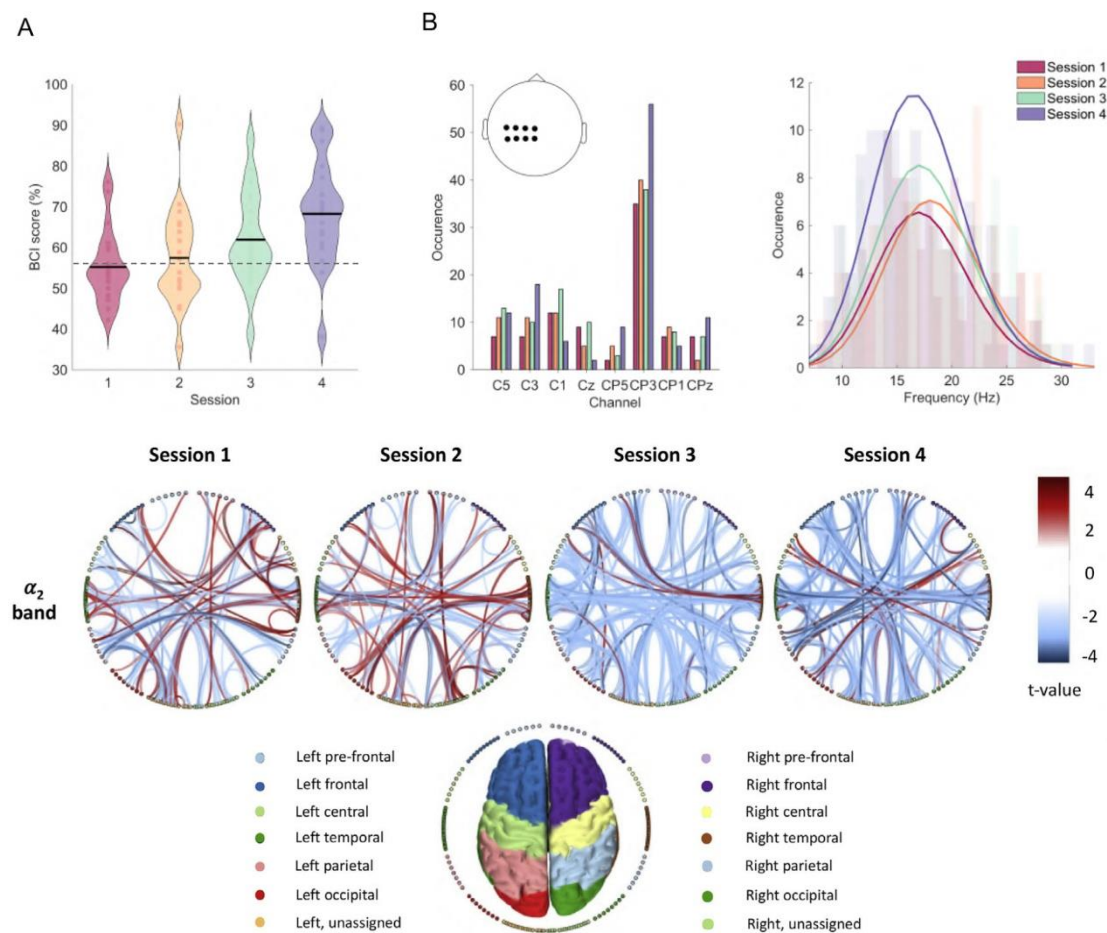 A
B
BCI score (%)
100
90
80
70
60
50
40
30
1 2 3 4
Session
Occurence
60
50
40
30
20
10
0
C5 C3 C1 Cz CP5 CP3 CP1 CPz
Channel
Occurence
12
10
8
6
4
2
0
10 15 20 25 30
Frequency (Hz)
Session 1
Session 2
Session 3
Session 4
Session 1 Session 2 Session 3 Session 4
α2
band
4
2
0
-2
-4
t-value
Left pre-frontal
Left frontal
Left central
Left temporal
Left parietal
Left occipital
Left, unassigned
Right pre-frontal
Right frontal
Right central
Right temporal
Right parietal
Right occipital
Right, unassigned